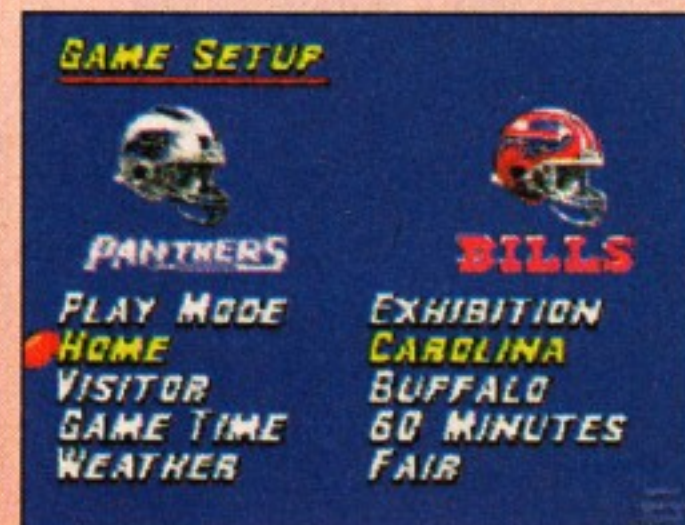 GAME SETUP
PANTHERS
BILLS
PLAY MODE EXHIBITION
HOME CAROLINA
VISITOR BUFFALO
GAME TIME 60 MINUTES
WEATHER FAIR